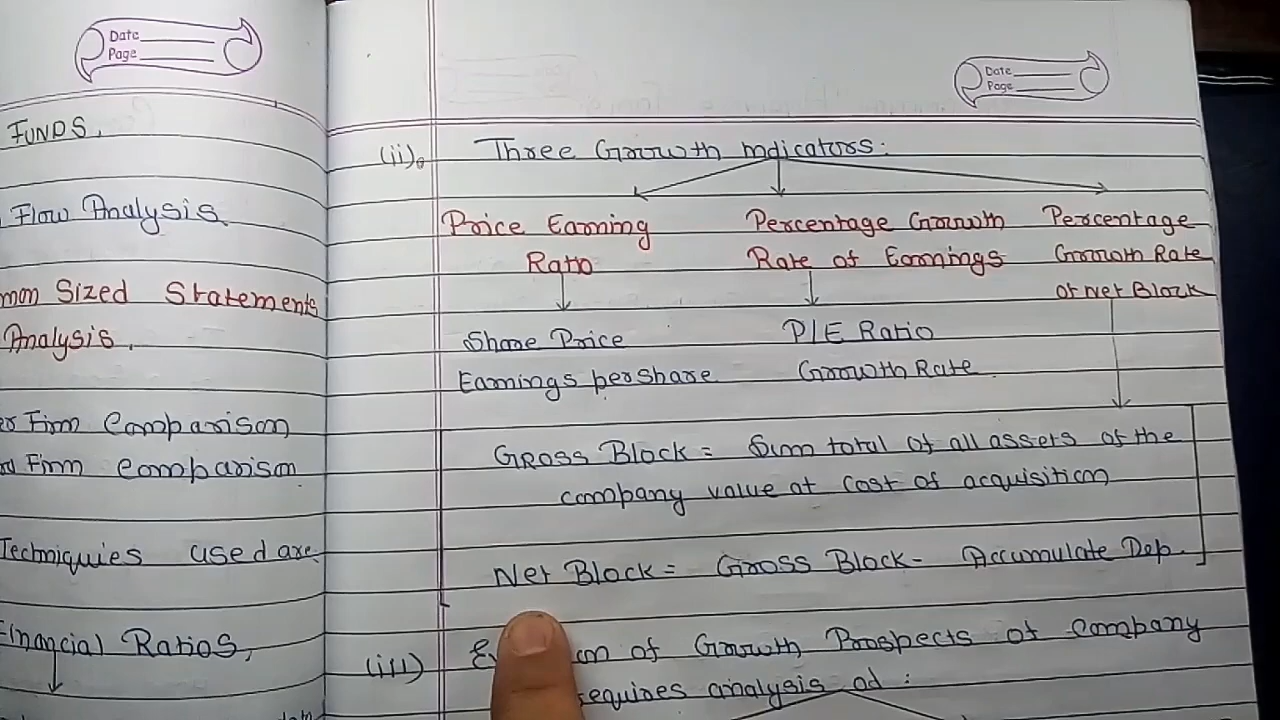 Date
Page
FUNDS.
Flow Analysis
mon Sized Statements
Analysis.
Firm Comparison
Firm comparison
Techniquies used are
Financial Ratios,
Date
Page
(ii). Three Growth Indicators:
Price Earning Percentage Growth Percentage
Ratio Rate of Earnings Growth Rate
of Net Block
Share Price P/E Ratio
Earnings per share Growth Rate
Gross Block = Sum total of all assets of the
company value at cost of acquisition
Net Block = Gross Block - Accumulate Dep.
(iii) of Growth Prospects of company
requires analysis of :